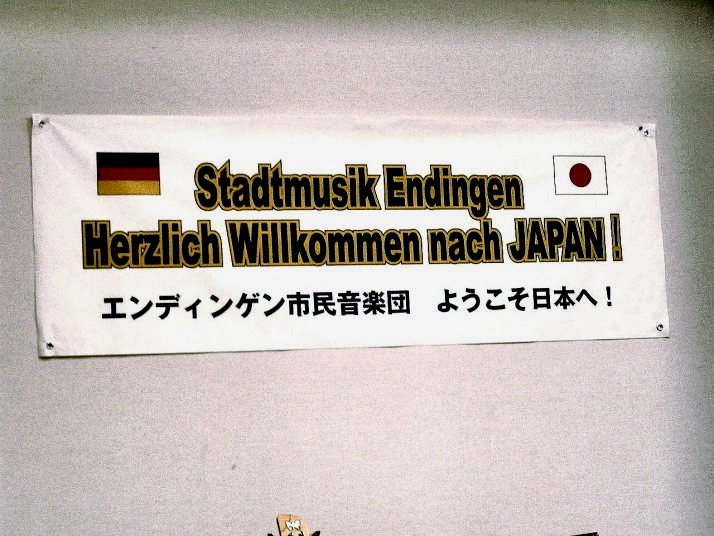 Stadtmusik Endingen
Herzlich Willkommen nach JAPAN !
エンディンゲン市民音楽団　ようこそ日本へ！